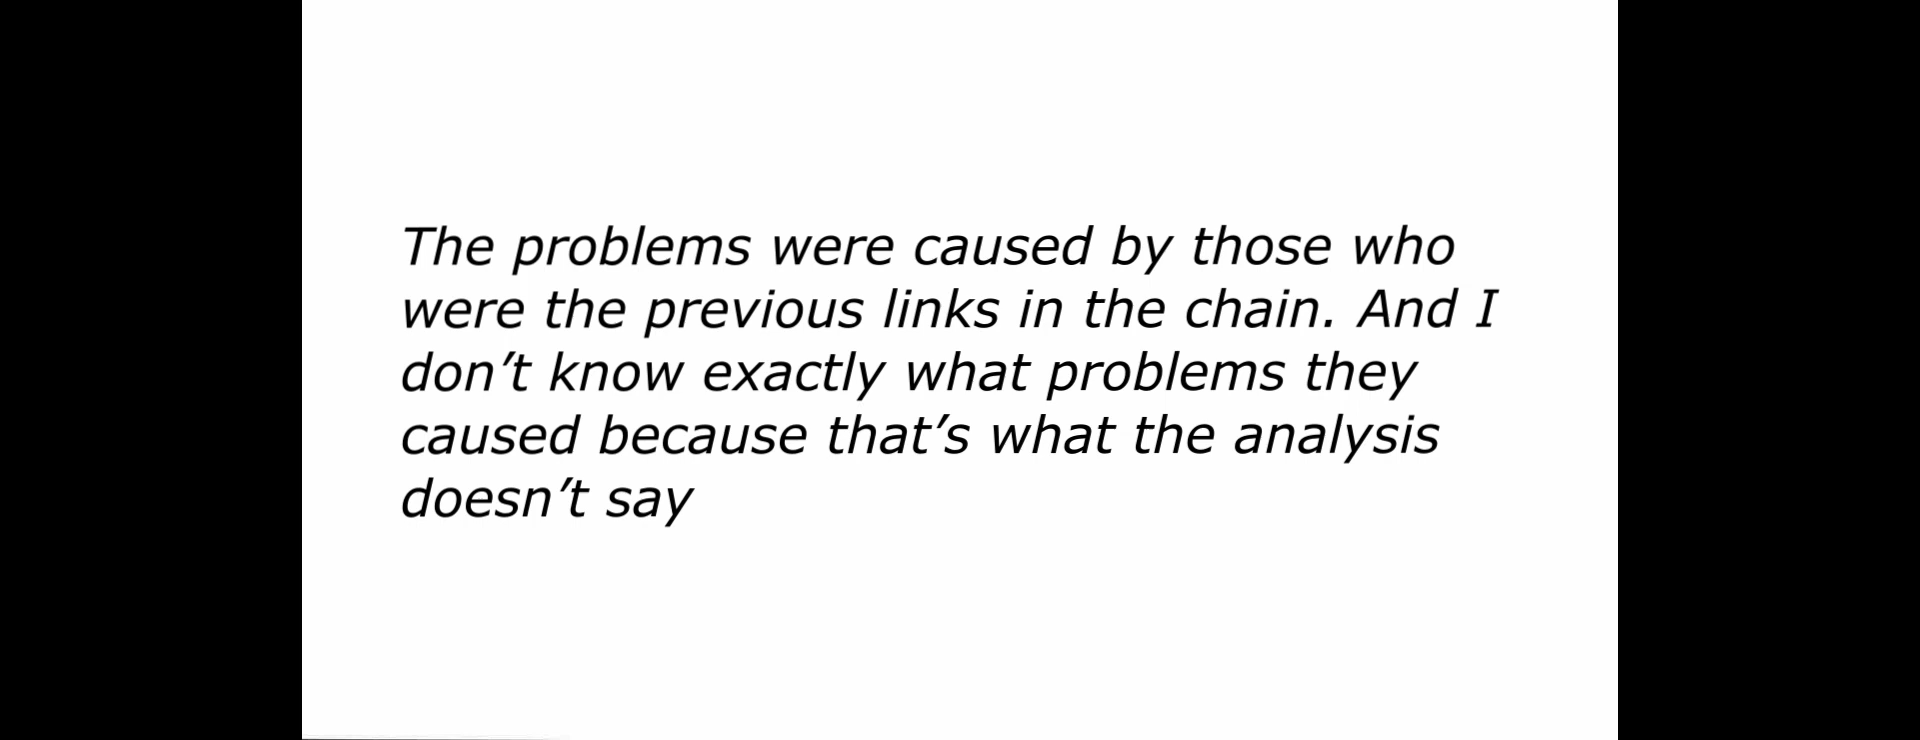 The problems were caused by those who
were the previous links in the chain. And I
don’t know exactly what problems they
caused because that’s what the analysis
doesn’t say